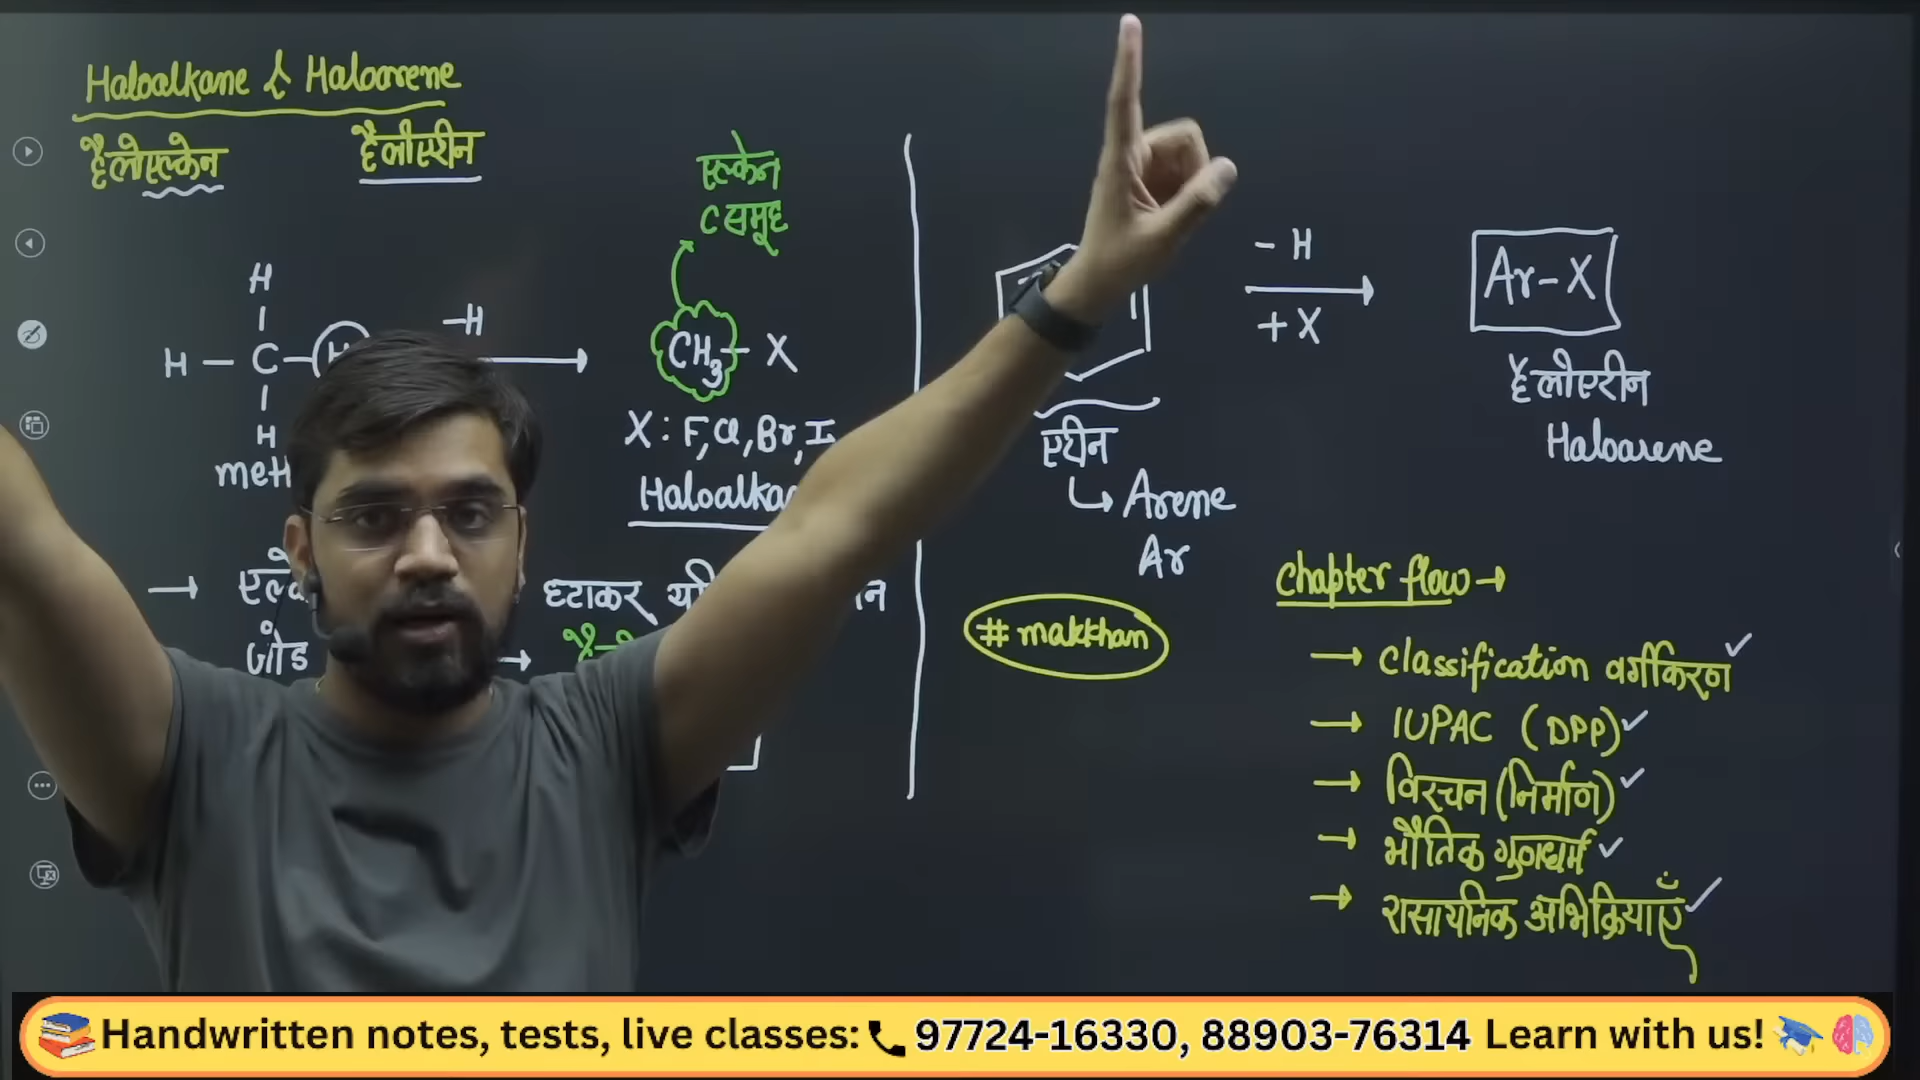 Haloalkane & Haloarene
हैलोएल्केन हैलोएरीन
एल्केन
C समूह
H
H – C – H
H
–H
CH3 – X
X : F, Cl, Br, I
Haloalka
→ घटाकर
जोड़ →
– H
+ X
Ar – X
हैलोएरीन
Haloarene
एरीन
↳ Arene
Ar
# makkhan
Chapter flow →
→ Classification वर्गीकरण ✓
→ IUPAC (DPP) ✓
→ विरचन (निर्माण) ✓
→ भौतिक गुणधर्म ✓
→ रासायनिक अभिक्रियाएँ ✓
Handwritten notes, tests, live classes: 97724-16330, 88903-76314 Learn with us!